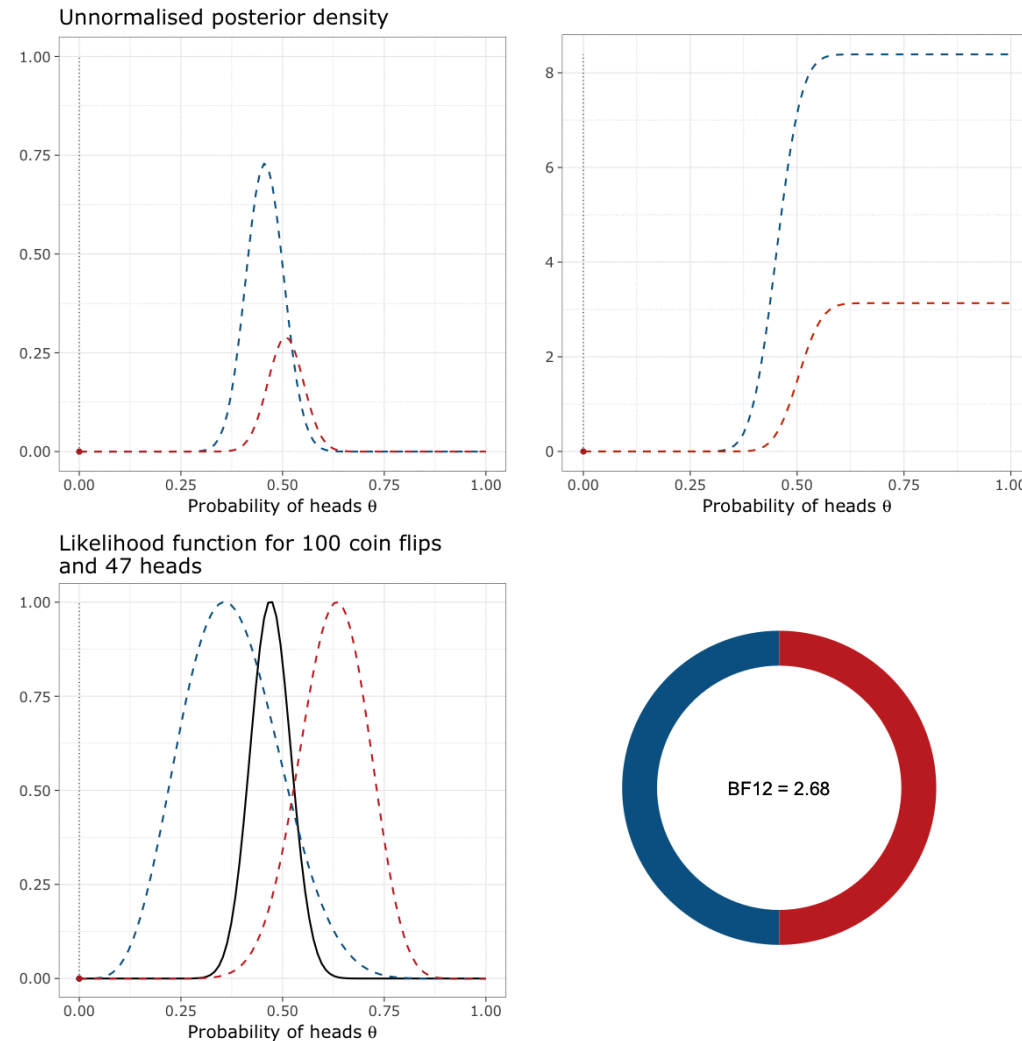 Unnormalised posterior density
1.00
0.75
0.50
0.25
0.00
0.00 0.25 0.50 0.75 1.00
Probability of heads θ
8
6
4
2
0
0.00 0.25 0.50 0.75 1.00
Probability of heads θ
Likelihood function for 100 coin flips
and 47 heads
1.00
0.75
0.50
0.25
0.00
0.00 0.25 0.50 0.75 1.00
Probability of heads θ
BF12 = 2.68